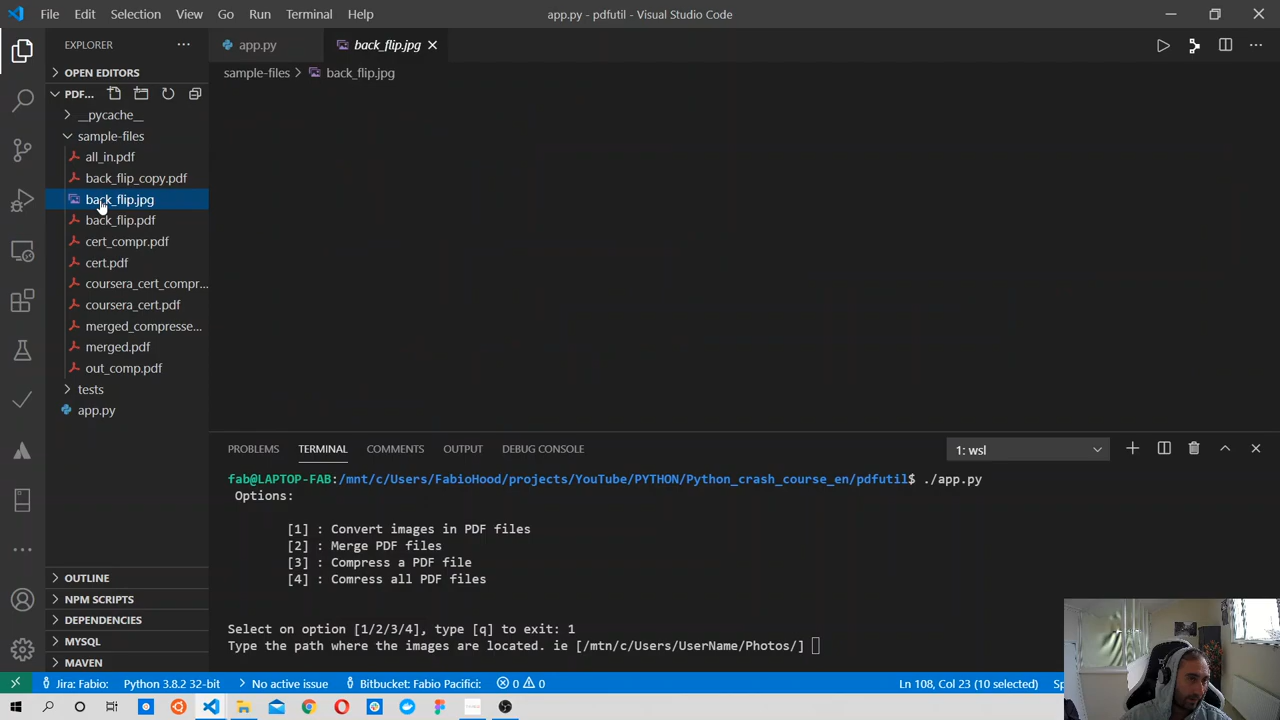 File Edit Selection View Go Run Terminal Help app.py - pdfutil - Visual Studio Code
EXPLORER
app.py
back_flip.jpg
OPEN EDITORS
sample-files
back_flip.jpg
PDF...
__pycache__
sample-files
all_in.pdf
back_flip_copy.pdf
back_flip.jpg
back_flip.pdf
cert_compr.pdf
cert.pdf
coursera_cert_compr...
coursera_cert.pdf
merged_compresse...
merged.pdf
out_comp.pdf
tests
app.py
PROBLEMS TERMINAL COMMENTS OUTPUT DEBUG CONSOLE 1: wsl
fab@LAPTOP-FAB:/mnt/c/Users/FabioHood/projects/YouTube/PYTHON/Python_crash_course_en/pdfutil$ ./app.py
Options:
[1] : Convert images in PDF files
[2] : Merge PDF files
[3] : Compress a PDF file
[4] : Comress all PDF files
Select on option [1/2/3/4], type [q] to exit: 1
Type the path where the images are located. ie [/mtn/c/Users/UserName/Photos/]
OUTLINE
NPM SCRIPTS
DEPENDENCIES
MYSQL
MAVEN
Jira: Fabio: Python 3.8.2 32-bit No active issue Bitbucket: Fabio Pacific: 0 0 Ln 108, Col 23 (10 selected)